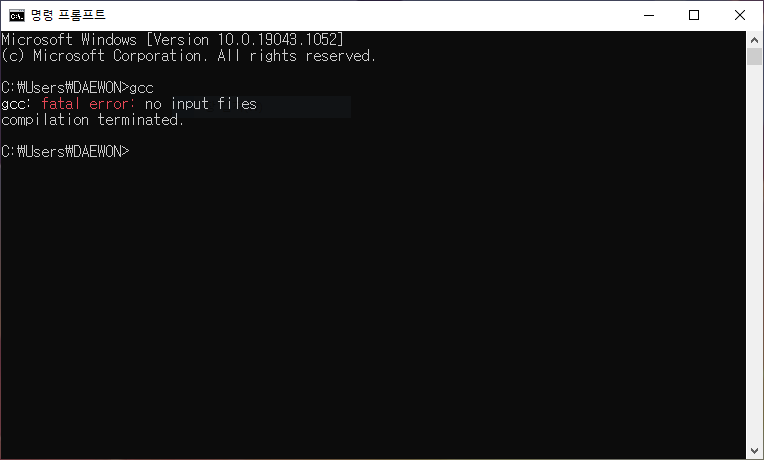 명령 프롬프트
Microsoft Windows [Version 10.0.19043.1052]
(c) Microsoft Corporation. All rights reserved.
C:₩Users₩DAEWON>gcc
gcc: fatal error: no input files
compilation terminated.
C:₩Users₩DAEWON>